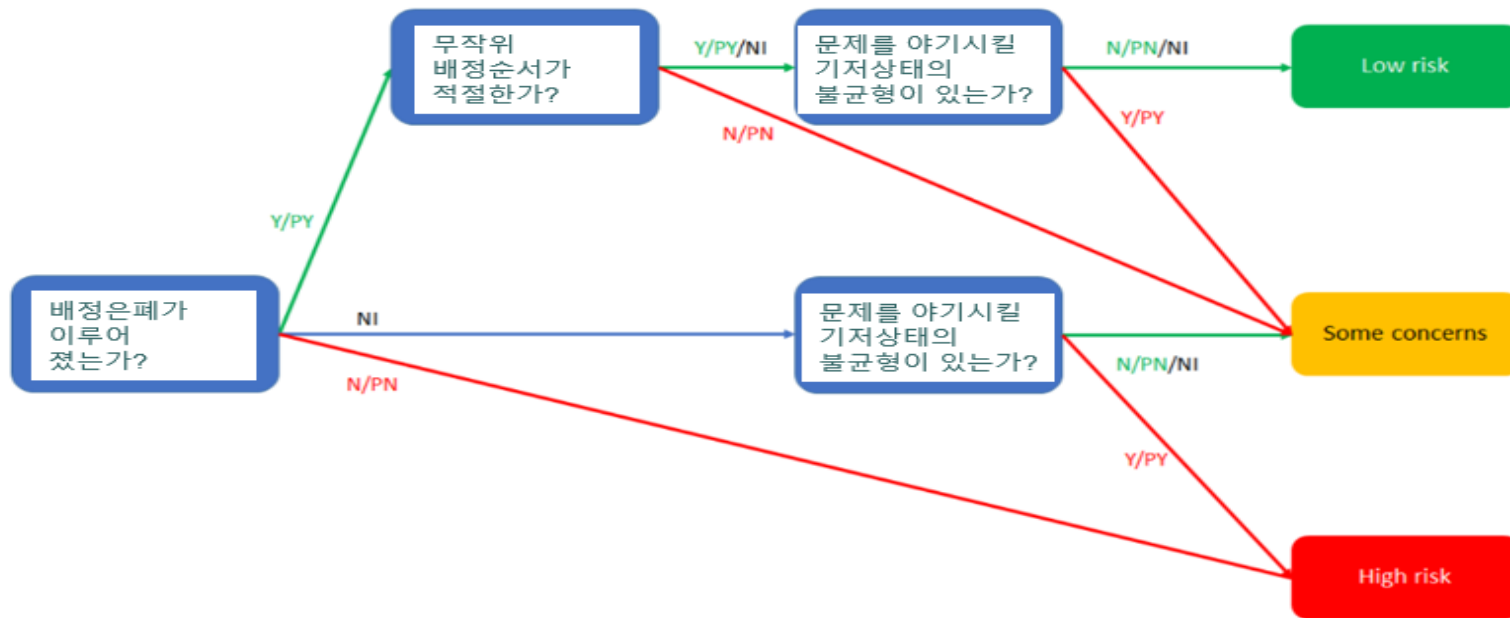 무작위
배정순서가
적절한가?
Y/PY/NI
문제를 야기시킬
기저상태의
불균형이 있는가?
N/PN/NI
Low risk
N/PN
Y/PY
Y/PY
배정은폐가
이루어
졌는가?
NI
문제를 야기시킬
기저상태의
불균형이 있는가?
Some concerns
N/PN/NI
N/PN
Y/PY
High risk